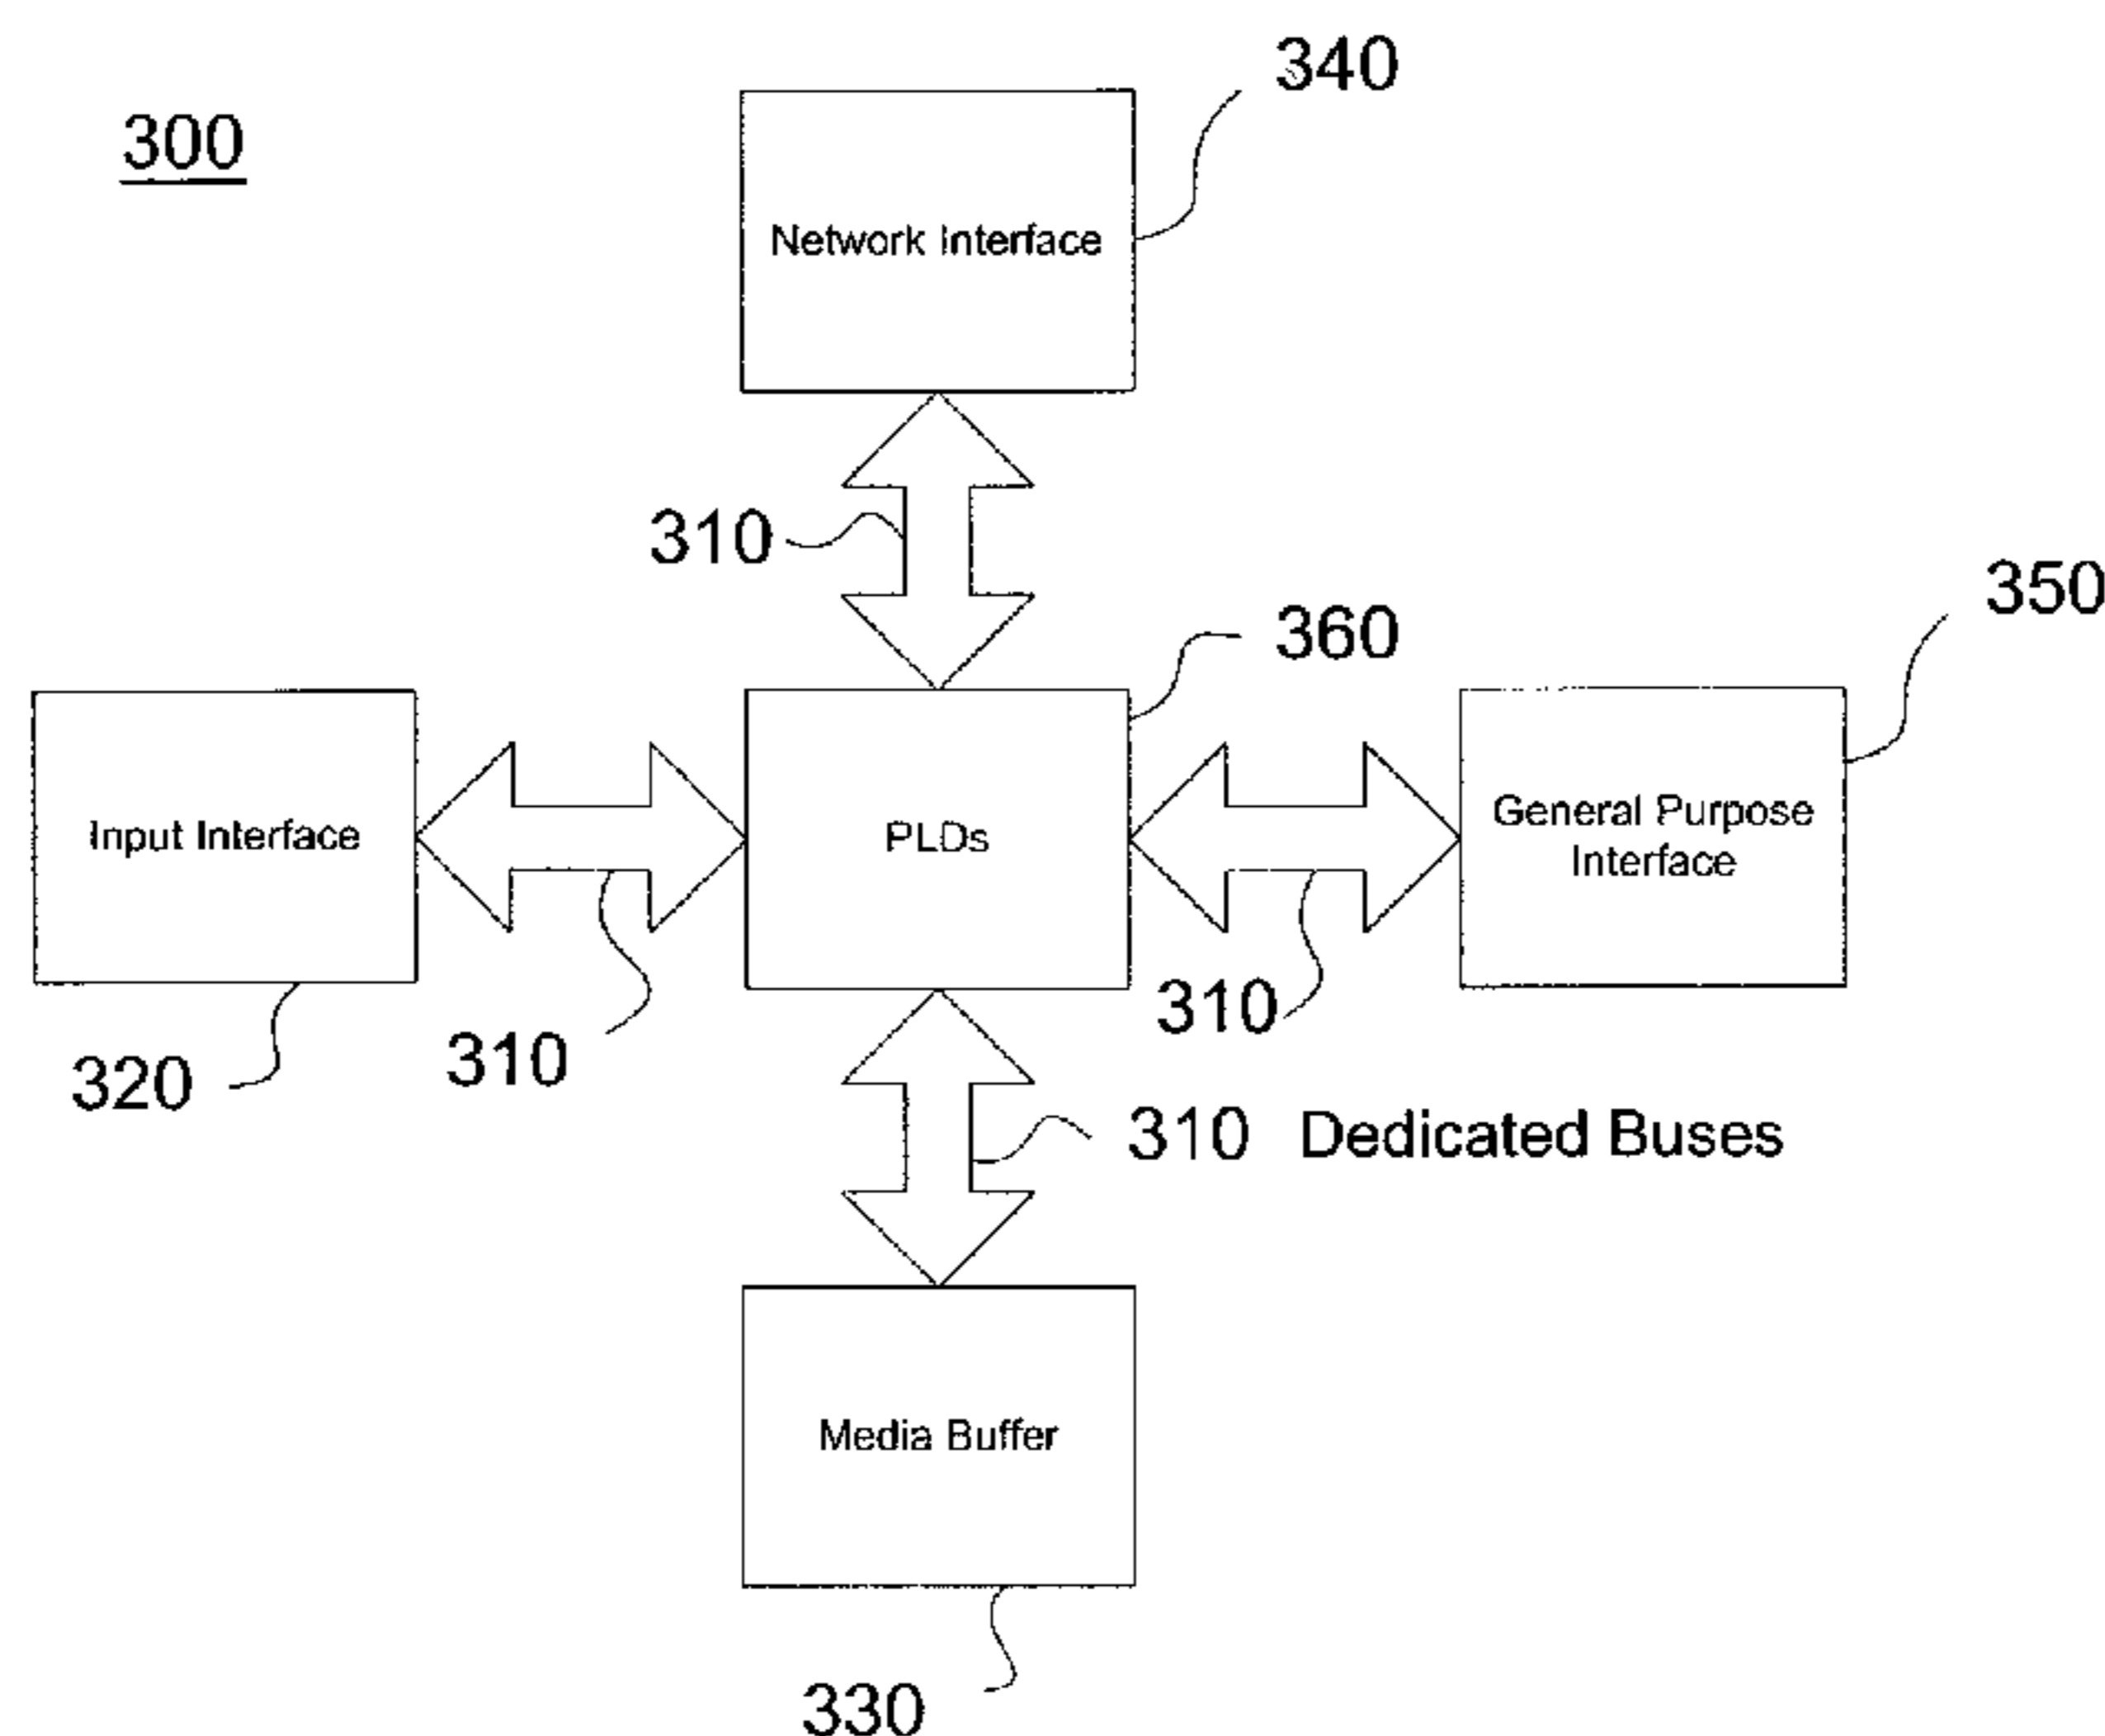 340
300
Network Interface
310
350
360
Input Interface
PLDs
General Purpose
Interface
310
310
320
310 Dedicated Buses
Media Buffer
330